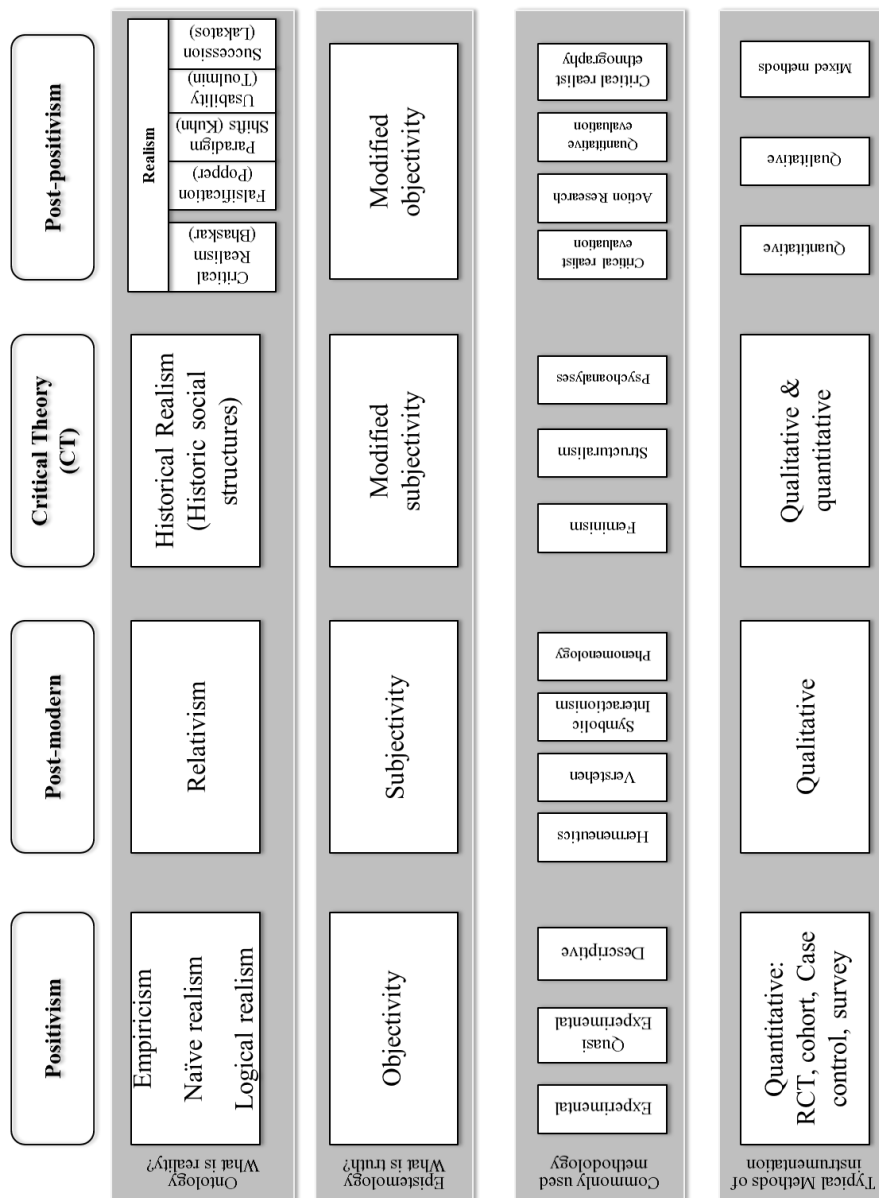 Positivism
Post-modern
Critical Theory
(CT)
Post-positivism
Ontology
What is reality?
Empiricism
Naïve realism
Logical realism
Relativism
Historical Realism
(Historic social
structures)
Realism
Critical
Realism
(Bhaskar)
Falsification
(Popper)
Paradigm
Shifts (Kuhn)
Usability
(Toulmin)
Succession
(Lakatos)
Epistemology
What is truth?
Objectivity
Subjectivity
Modified
subjectivity
Modified
objectivity
Commonly used
methodology
Experimental
Quasi
Experimental
Descriptive
Hermeneutics
Verstehen
Symbolic
Interactionism
Phenomenology
Feminism
Structuralism
Psychoanalyses
Critical realist
evaluation
Action Research
Quantitative
evaluation
Critical realist
ethnography
Typical Methods of
instrumentation
Quantitative:
RCT, cohort, Case
control, survey
Qualitative
Qualitative &
quantitative
Quantitative
Qualitative
Mixed methods